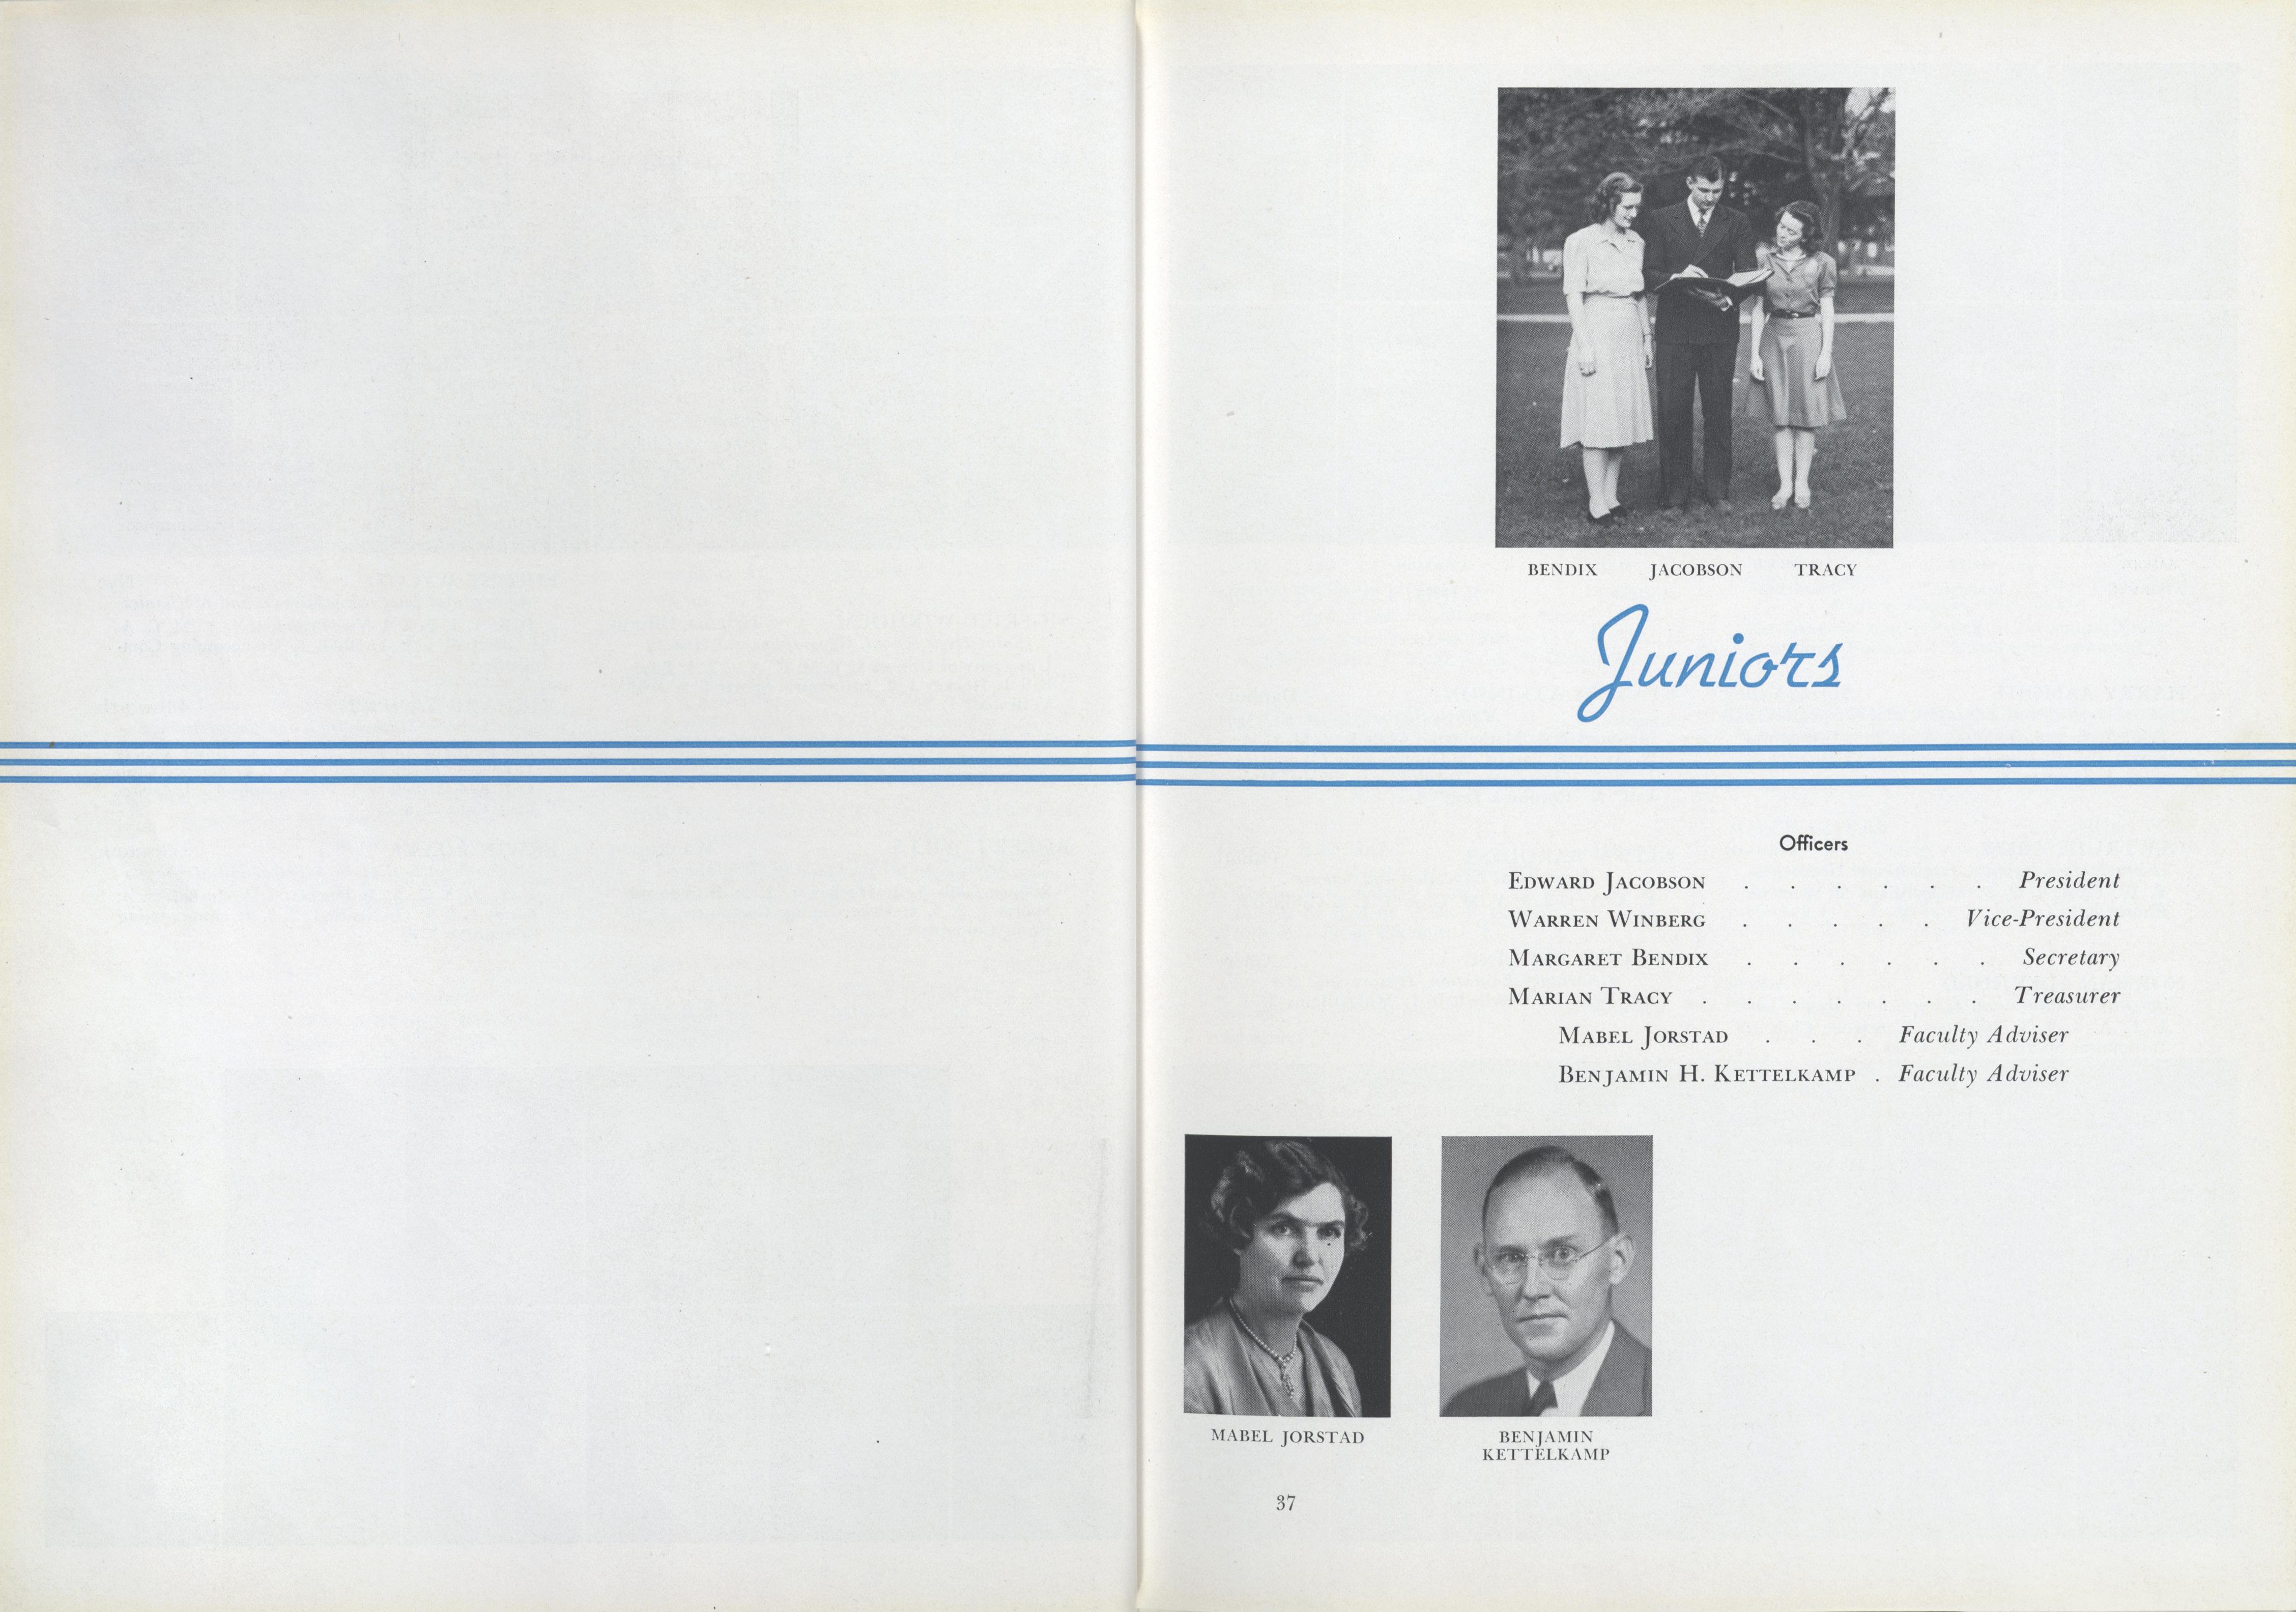 BENDIX JACOBSON TRACY
Juniors
Officers
EDWARD JACOBSON . . . . . . President
WARREN WINBERG . . . . . Vice-President
MARGARET BENDIX . . . . . . Secretary
MARIAN TRACY . . . . . . . Treasurer
MABEL JORSTAD . . . Faculty Adviser
BENJAMIN H. KETTELKAMP . Faculty Adviser
MABEL JORSTAD
BENJAMIN
KETTELKAMP
37